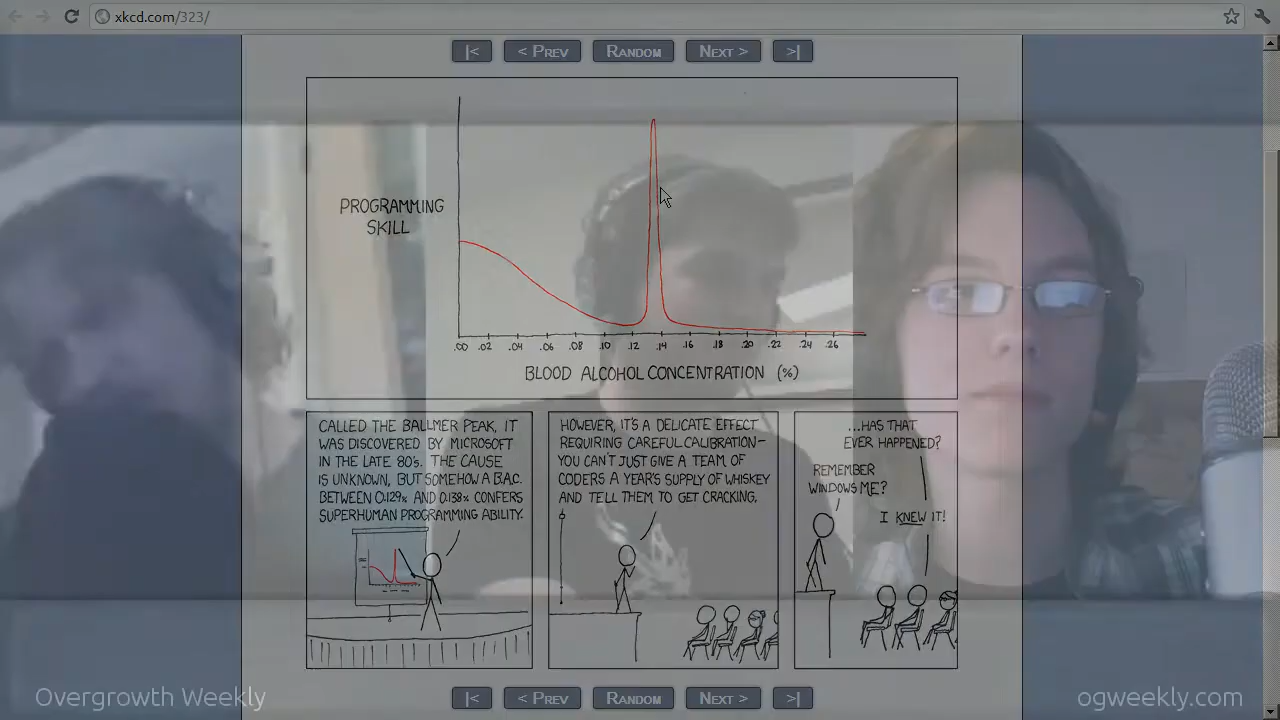 xkcd.com/323/
|< < PREV RANDOM NEXT > >|
PROGRAMMING
SKILL
.00 .02 .04 .06 .08 .10 .12 .14 .16 .18 .20 .22 .24 .26
BLOOD ALCOHOL CONCENTRATION (%)
CALLED THE BALLMER PEAK, IT
WAS DISCOVERED BY MICROSOFT
IN THE LATE 80's. THE CAUSE
IS UNKNOWN, BUT SOMEHOW A B.A.C.
BETWEEN 0.129% AND 0.138% CONFERS
SUPERHUMAN PROGRAMMING ABILITY.
HOWEVER, IT'S A DELICATE EFFECT
REQUIRING CAREFUL CALIBRATION—
YOU CAN'T JUST GIVE A TEAM OF
CODERS A YEAR'S SUPPLY OF WHISKEY
AND TELL THEM TO GET CRACKING.
...HAS THAT
EVER HAPPENED?
REMEMBER
WINDOWS ME?
I KNEW IT!
|< < PREV RANDOM NEXT > >|
Overgrowth Weekly
ogweekly.com